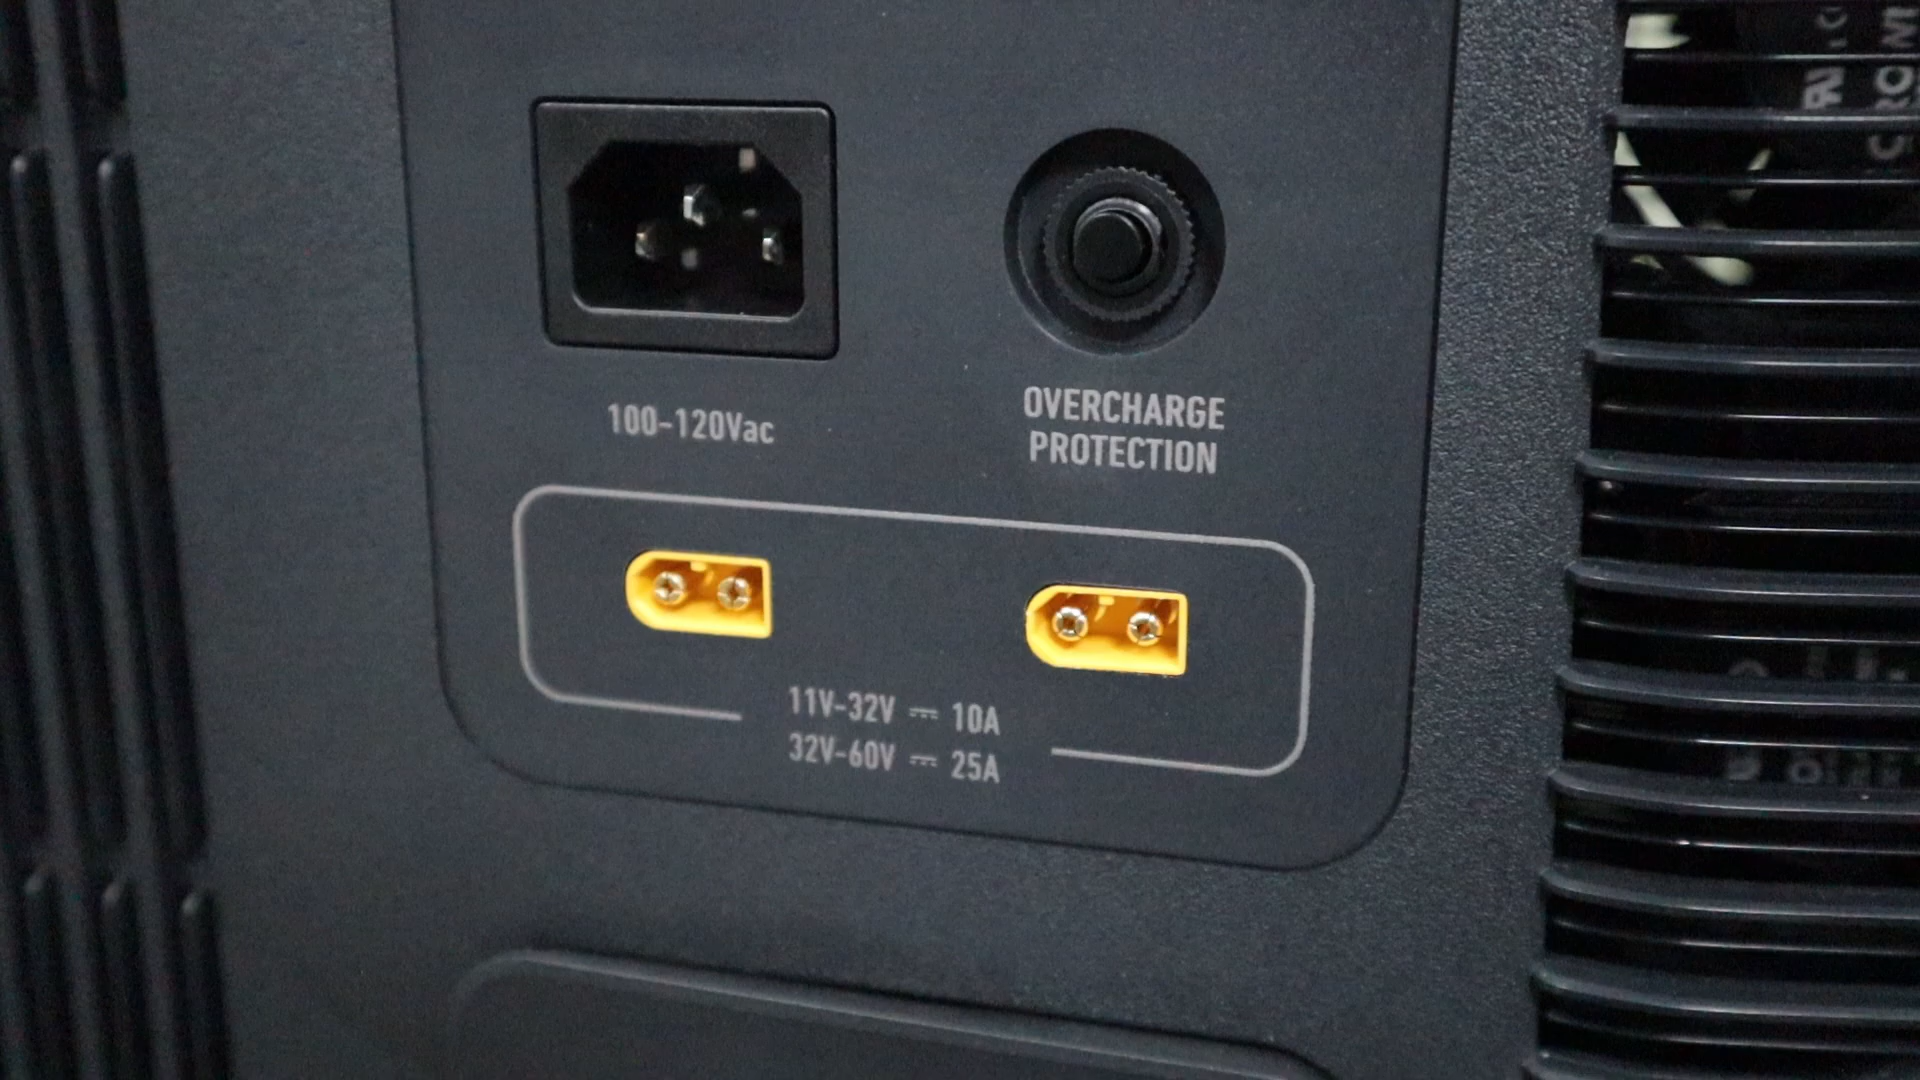 100-120Vac
OVERCHARGE
PROTECTION
11V-32V ⎓ 10A
32V-60V ⎓ 25A